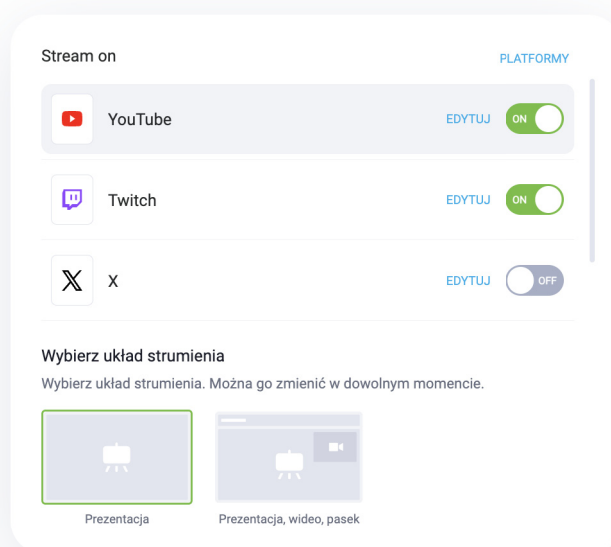 Stream on
PLATFORMY
YouTube
EDYTUJ
ON
Twitch
EDYTUJ
ON
X
EDYTUJ
OFF
Wybierz układ strumienia
Wybierz układ strumienia. Można go zmienić w dowolnym momencie.
Prezentacja
Prezentacja, wideo, pasek